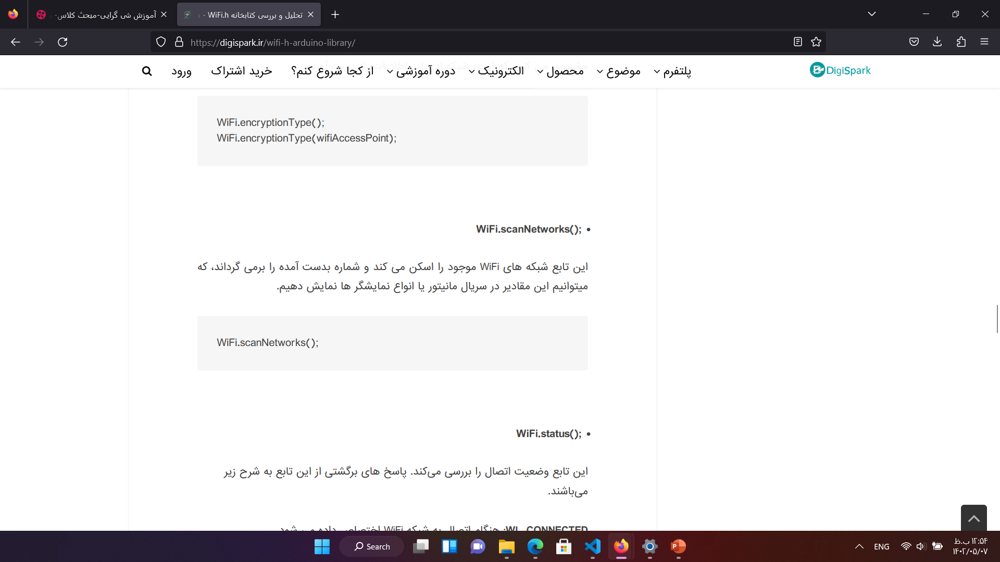 آموزش شی گرایی-مبحث کلاس-
تحلیل و بررسی کتابخانه WiFi.h - د
https://digispark.ir/wifi-h-arduino-library/
DigiSpark
پلتفرم موضوع محصول الکترونیک دوره آموزشی از کجا شروع کنم؟ خرید اشتراک ورود
WiFi.encryptionType();
WiFi.encryptionType(wifiAccessPoint);
• WiFi.scanNetworks();
این تابع شبکه های WiFi موجود را اسکن می کند و شماره بدست آمده را برمی گرداند، که
میتوانیم این مقادیر در سریال مانیتور یا انواع نمایشگر ها نمایش دهیم.
WiFi.scanNetworks();
• WiFi.status();
این تابع وضعیت اتصال را بررسی می‌کند. پاسخ های برگشتی از این تابع به شرح زیر
می‌باشند.
WL_CONNECTED: هنگام اتصال به شبکه WiFi اختصاص داده می شود
Search
ENG
۱۲:۵۴ ب.ظ
۱۴۰۲/۰۵/۰۷